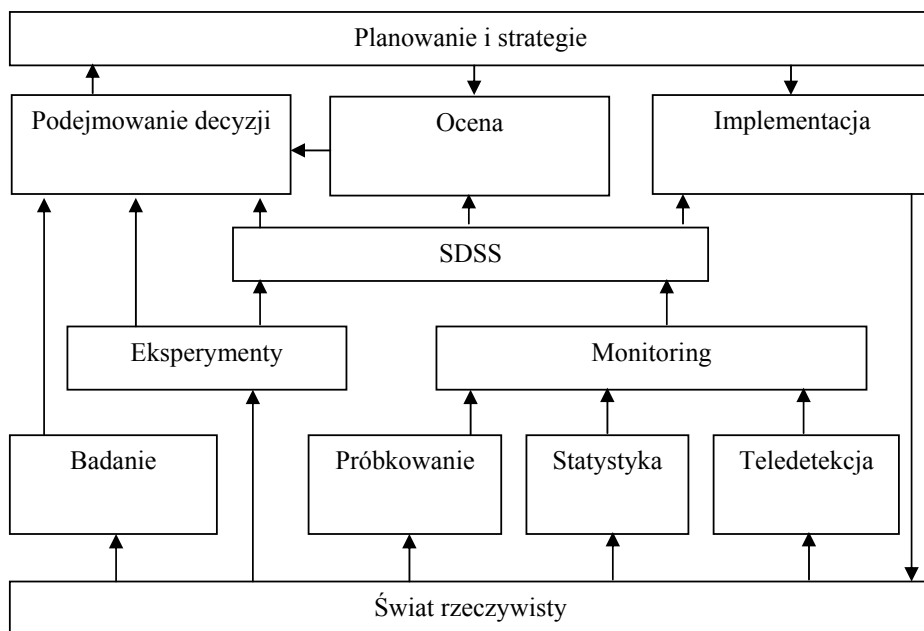 Planowanie i strategie
Podejmowanie decyzji
Ocena
Implementacja
SDSS
Eksperymenty
Monitoring
Badanie
Próbkowanie
Statystyka
Teledetekcja
Świat rzeczywisty